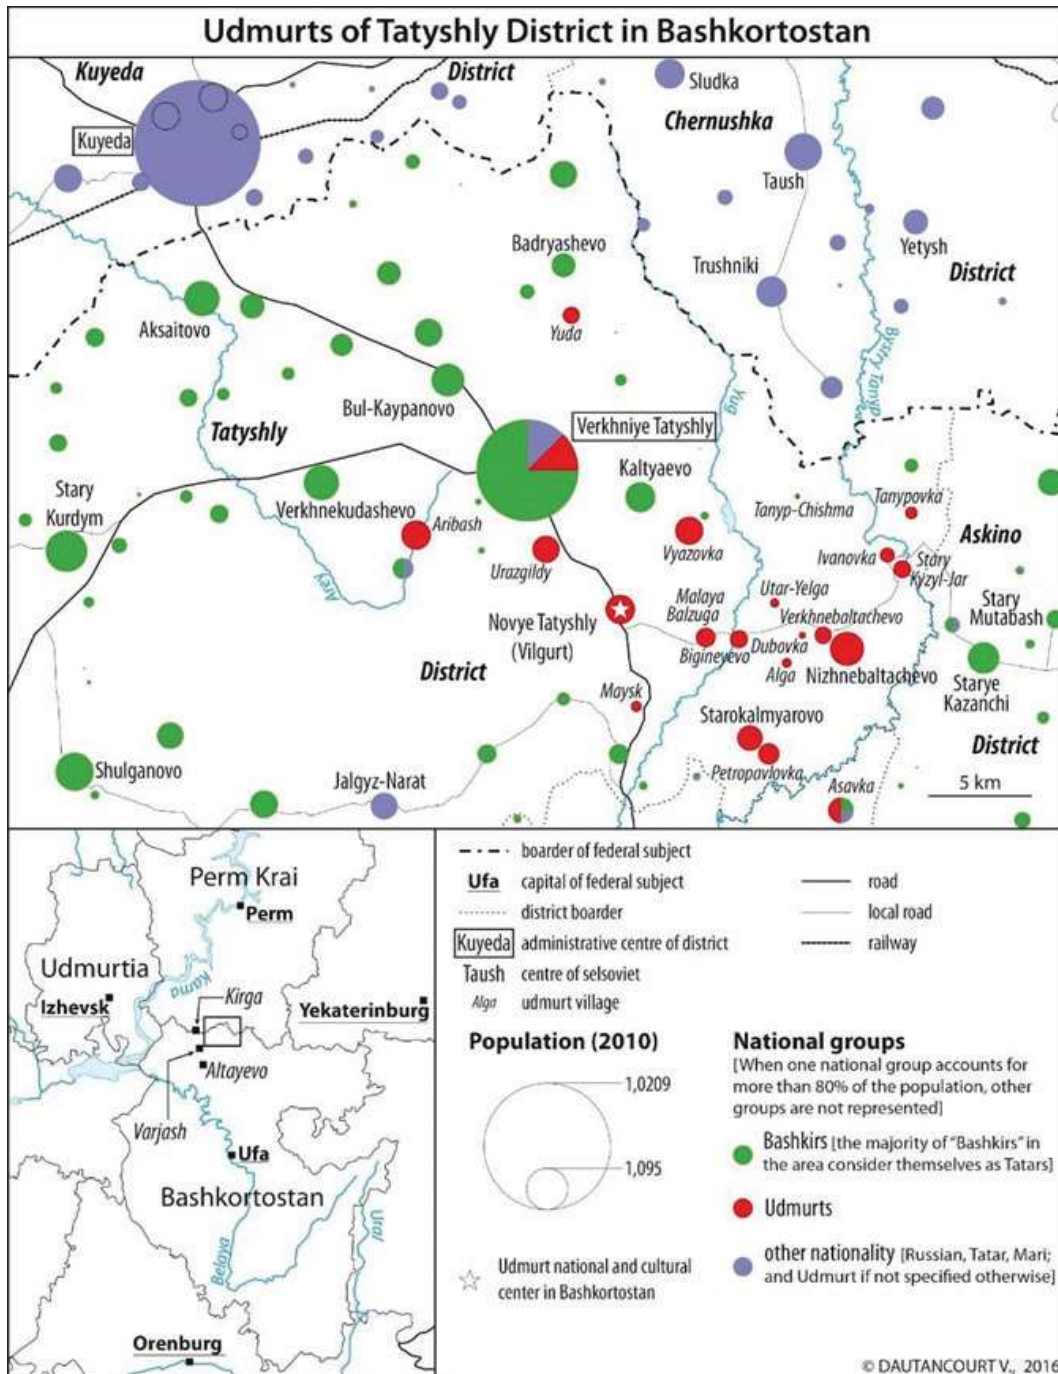 Udmurts of Tatyshly District in Bashkortostan
Kuyeda
District
Sludka
Chernushka
Kuyeda
Taush
Badryashevo
Yetysh
Trushniki
District
Aksaitovo
Yuda
Bystry Tanyp
Bul-Kaypanovo
Yug
Tatyshly
Verkhniye Tatyshly
Kaltyaevo
Stary
Kurdym
Verkhnekudashevo
Aribash
Tanyp-Chishma
Tanypovka
Askino
Vyazovka
Ivanovka
Stary
Kyzyl-Jar
Urazgildy
Arey
Utar-Yelga
Malaya
Balzuga
Verkhnebaltachevo
Stary
Mutabash
Novye Tatyshly
(Vilgurt)
Bigineyevo
Dubovka
Alga
Nizhnebaltachevo
District
Starye
Kazanchi
Maysk
Starokalmyarovo
District
Shulganovo
Jalgyz-Narat
Petropavlovka
Asavka
5 km
Perm Krai
Perm
Udmurtia
Kama
Izhevsk
Kirga
Yekaterinburg
Altayevo
Varjash
Ufa
Bashkortostan
Belaya
Ural
Orenburg
boarder of federal subject
Ufa capital of federal subject
road
district boarder
local road
Kuyeda administrative centre of district
railway
Taush centre of selsoviet
Alga udmurt village
Population (2010)
1,0209
1,095
Udmurt national and cultural
center in Bashkortostan
National groups
[When one national group accounts for
more than 80% of the population, other
groups are not represented]
Bashkirs [the majority of "Bashkirs" in
the area consider themselves as Tatars]
Udmurts
other nationality [Russian, Tatar, Mari;
and Udmurt if not specified otherwise]
© DAUTANCOURT V., 2016